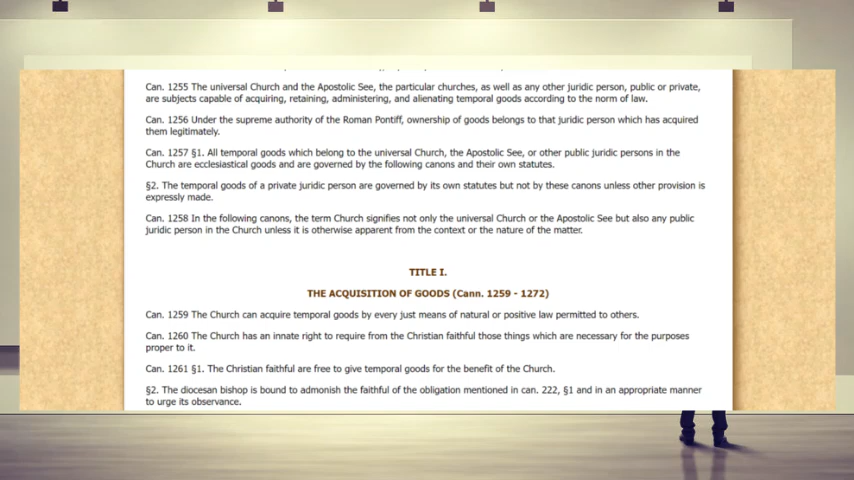 Can. 1255 The universal Church and the Apostolic See, the particular churches, as well as any other juridic person, public or private,
are subjects capable of acquiring, retaining, administering, and alienating temporal goods according to the norm of law.
Can. 1256 Under the supreme authority of the Roman Pontiff, ownership of goods belongs to that juridic person which has acquired
them legitimately.
Can. 1257 §1. All temporal goods which belong to the universal Church, the Apostolic See, or other public juridic persons in the
Church are ecclesiastical goods and are governed by the following canons and their own statutes.
§2. The temporal goods of a private juridic person are governed by its own statutes but not by these canons unless other provision is
expressly made.
Can. 1258 In the following canons, the term Church signifies not only the universal Church or the Apostolic See but also any public
juridic person in the Church unless it is otherwise apparent from the context or the nature of the matter.
TITLE I.
THE ACQUISITION OF GOODS (Cann. 1259 - 1272)
Can. 1259 The Church can acquire temporal goods by every just means of natural or positive law permitted to others.
Can. 1260 The Church has an innate right to require from the Christian faithful those things which are necessary for the purposes
proper to it.
Can. 1261 §1. The Christian faithful are free to give temporal goods for the benefit of the Church.
§2. The diocesan bishop is bound to admonish the faithful of the obligation mentioned in can. 222, §1 and in an appropriate manner
to urge its observance.